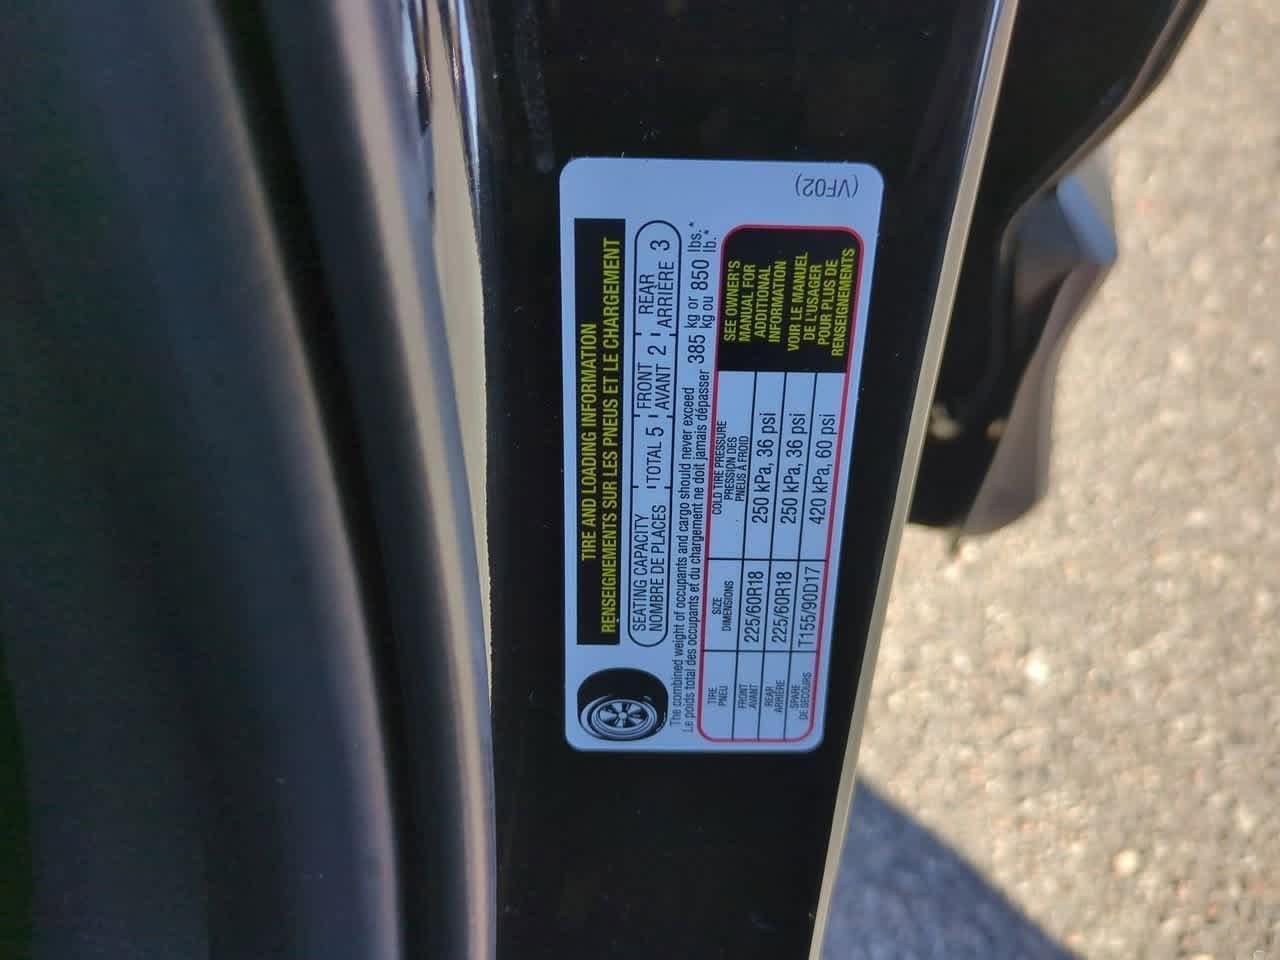 (VF02)
TIRE AND LOADING INFORMATION
RENSEIGNEMENTS SUR LES PNEUS ET LE CHARGEMENT
SEATING CAPACITY TOTAL 5 FRONT 2 REAR 3
NOMBRE DE PLACES AVANT ARRIÈRE
The combined weight of occupants and cargo should never exceed 385 kg or 850 lbs.*
Le poids total des occupants et du chargement ne doit jamais dépasser kg ou lb.*
TIRE
PNEU
SIZE
DIMENSIONS
COLD TIRE PRESSURE
PRESSION DES
PNEUS À FROID
FRONT
AVANT
225/60R18
250 kPa, 36 psi
REAR
ARRIÈRE
225/60R18
250 kPa, 36 psi
SPARE
DE SECOURS
T155/90D17
420 kPa, 60 psi
SEE OWNER'S
MANUAL FOR
ADDITIONAL
INFORMATION
VOIR LE MANUEL
DE L'USAGER
POUR PLUS DE
RENSEIGNEMENTS